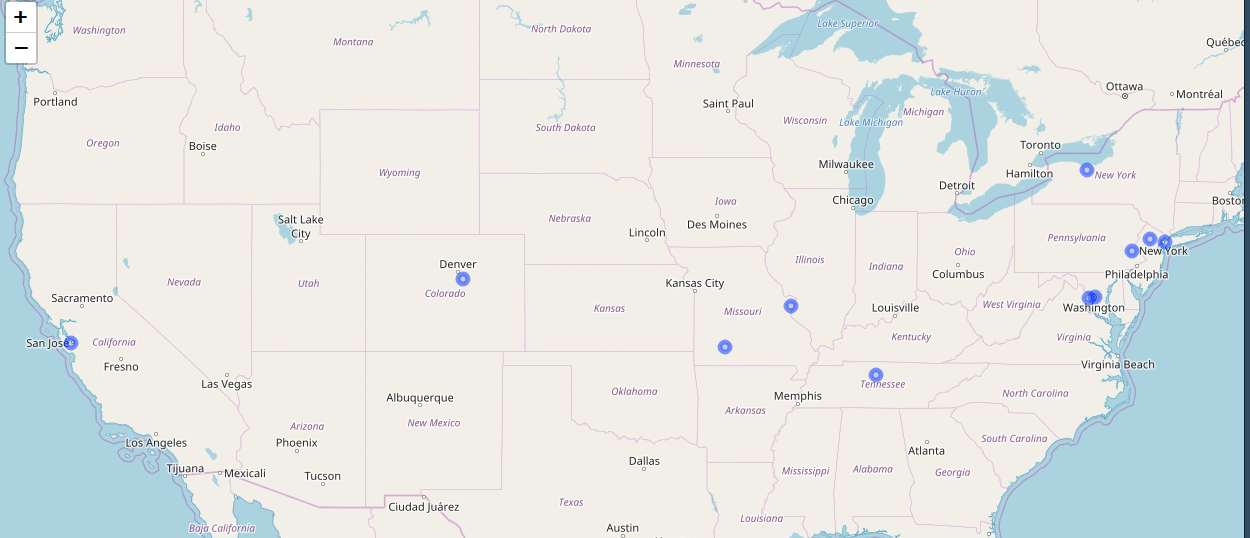 +
−
Washington
Montana
North Dakota
Lake Superior
Québec
Minnesota
Ottawa
Montréal
Portland
Saint Paul
Lake Huron
Michigan
Oregon
Idaho
Boise
South Dakota
Wisconsin
Lake Michigan
Toronto
Hamilton
New York
Milwaukee
Wyoming
Detroit
Chicago
Boston
Iowa
Des Moines
Salt Lake
City
Nebraska
Lincoln
Pennsylvania
New York
Philadelphia
Ohio
Columbus
Illinois
Indiana
Denver
Colorado
Utah
Nevada
Sacramento
Kansas City
Kansas
Missouri
Louisville
West Virginia
Washington
Virginia
Kentucky
San Jose
California
Fresno
Virginia Beach
Las Vegas
Albuquerque
New Mexico
Oklahoma
Arkansas
Memphis
Tennessee
North Carolina
South Carolina
Arizona
Phoenix
Los Angeles
Tijuana
Mexicali
Tucson
Dallas
Atlanta
Georgia
Alabama
Mississippi
Ciudad Juárez
Texas
Louisiana
Austin
Baja California